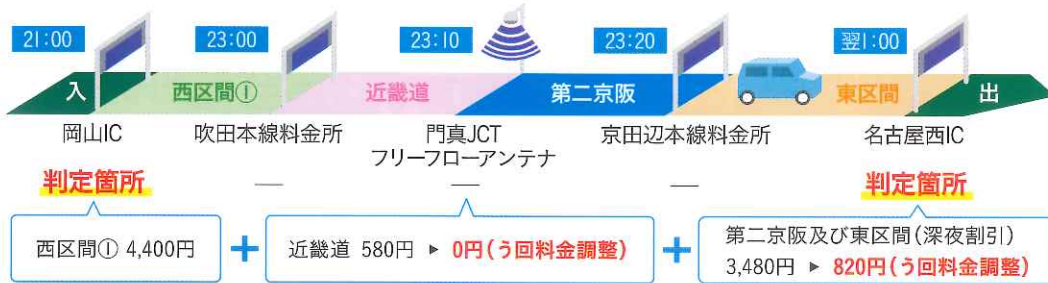 21:00
23:00
23:10
23:20
翌1:00
入
西区間①
近畿道
第二京阪
東区間
出
岡山IC
吹田本線料金所
門真JCT
フリーフローアンテナ
京田辺本線料金所
名古屋西IC
判定箇所
—
—
—
判定箇所
西区間① 4,400円
+
近畿道 580円 ▶ 0円(う回料金調整)
+
第二京阪及び東区間(深夜割引)
3,480円 ▶ 820円(う回料金調整)